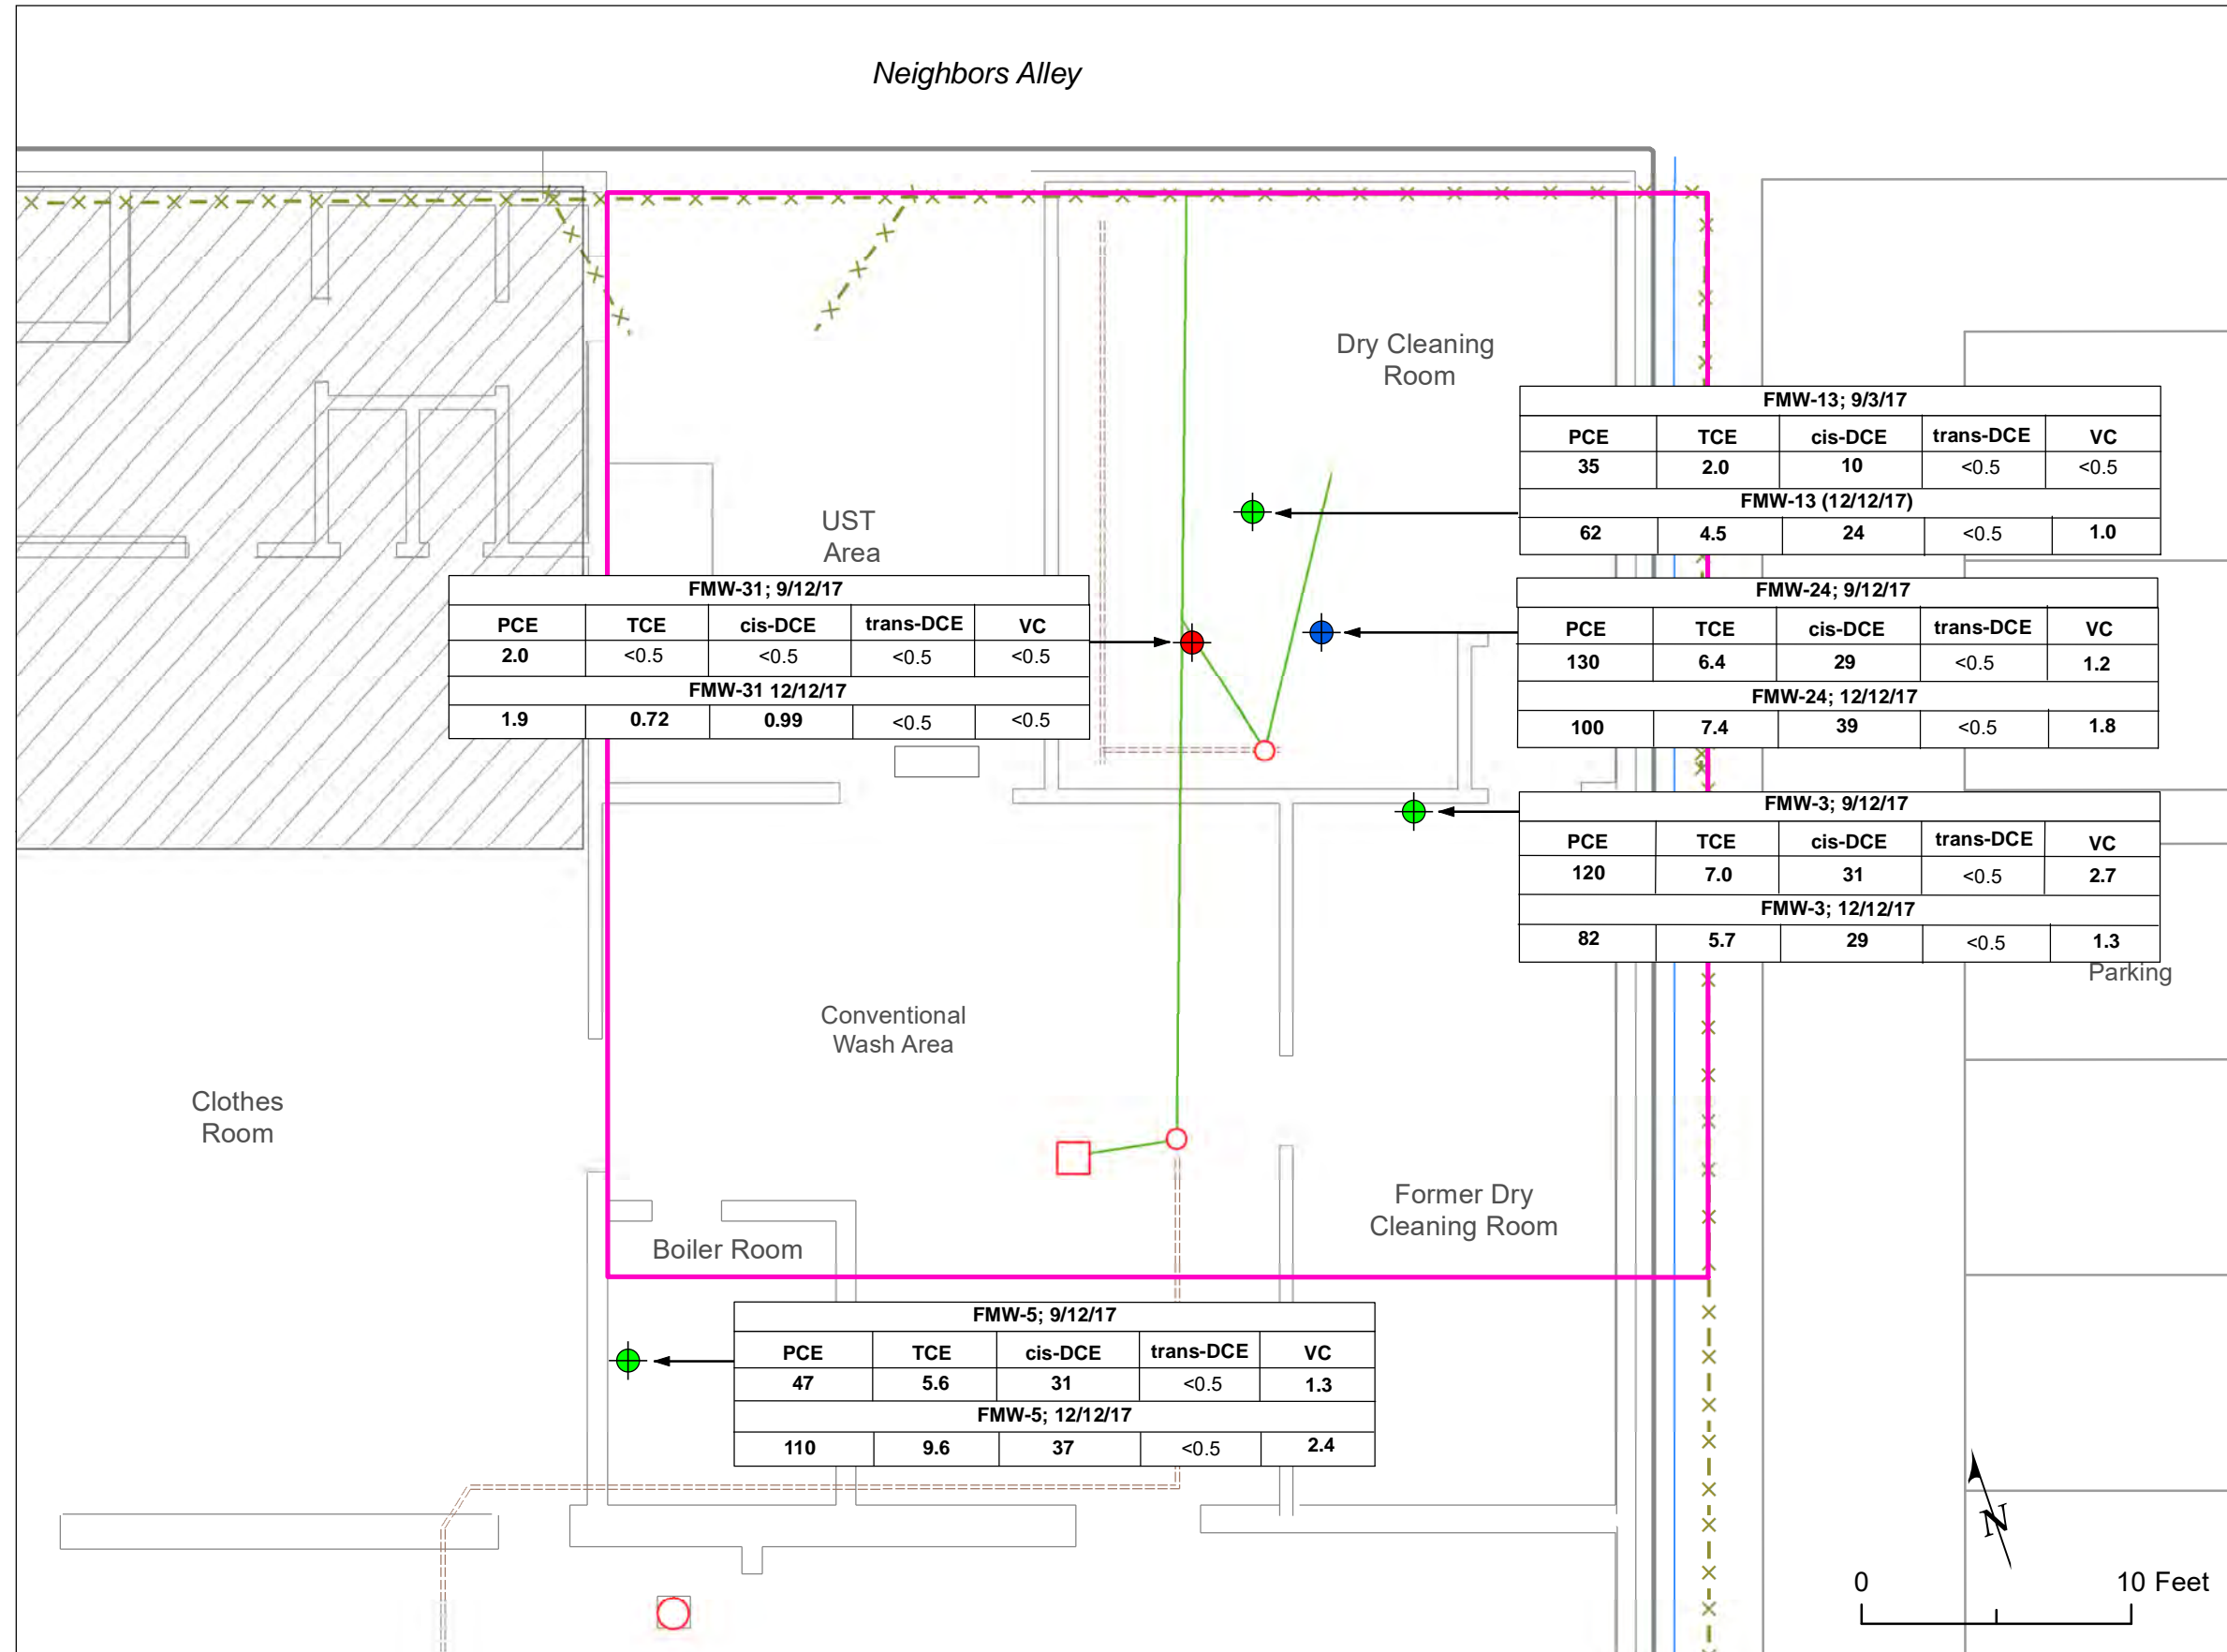 Neighbors Alley
Dry Cleaning
Room
FMW-13; 9/3/17
PCE TCE cis-DCE trans-DCE VC
35 2.0 10 <0.5 <0.5
FMW-13 (12/12/17)
62 4.5 24 <0.5 1.0
UST
Area
FMW-31; 9/12/17
PCE TCE cis-DCE trans-DCE VC
2.0 <0.5 <0.5 <0.5 <0.5
FMW-31 12/12/17
1.9 0.72 0.99 <0.5 <0.5
FMW-24; 9/12/17
PCE TCE cis-DCE trans-DCE VC
130 6.4 29 <0.5 1.2
FMW-24; 12/12/17
100 7.4 39 <0.5 1.8
FMW-3; 9/12/17
PCE TCE cis-DCE trans-DCE VC
120 7.0 31 <0.5 2.7
FMW-3; 12/12/17
82 5.7 29 <0.5 1.3
Parking
Conventional
Wash Area
Clothes
Room
Former Dry
Cleaning Room
Boiler Room
FMW-5; 9/12/17
PCE TCE cis-DCE trans-DCE VC
47 5.6 31 <0.5 1.3
FMW-5; 12/12/17
110 9.6 37 <0.5 2.4
N
0 10 Feet